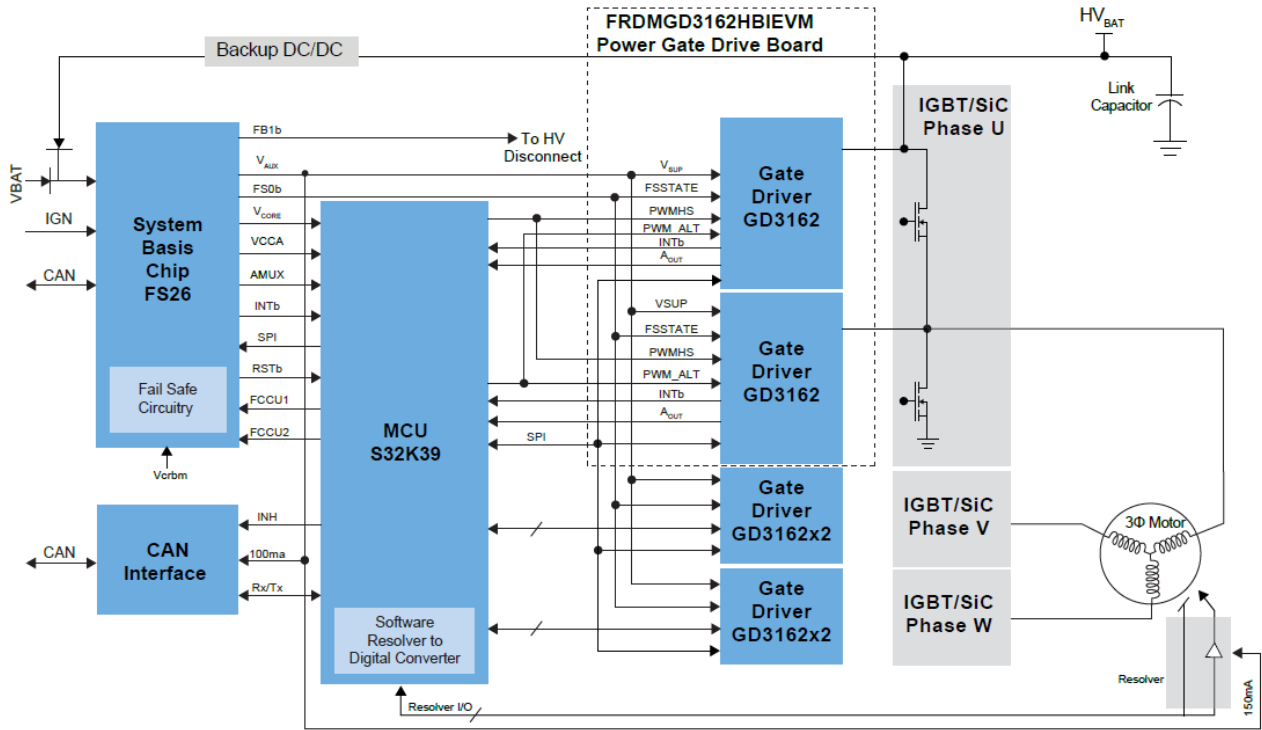 FRDMGD3162HBIEVM
Power Gate Drive Board
HV BAT
Backup DC/DC
Link
Capacitor
IGBT/SiC
Phase U
FB1b
To HV
Disconnect
VBAT
V AUX
V SUP
FS0b
FSSTATE
IGN
V CORE
PWMHS
PWM_ALT
VCCA
INTb
A OUT
CAN
AMUX
INTb
SPI
RSTb
FCCU1
FCCU2
System
Basis
Chip
FS26
Fail Safe
Circuitry
Vcrbm
Gate
Driver
GD3162
VSUP
FSSTATE
PWMHS
PWM_ALT
INTb
A OUT
SPI
Gate
Driver
GD3162
MCU
S32K39
Gate
Driver
GD3162x2
IGBT/SiC
Phase V
3Φ Motor
CAN
CAN
Interface
INH
100ma
Rx/Tx
Gate
Driver
GD3162x2
IGBT/SiC
Phase W
Software
Resolver to
Digital Converter
Resolver
150mA
Resolver I/O